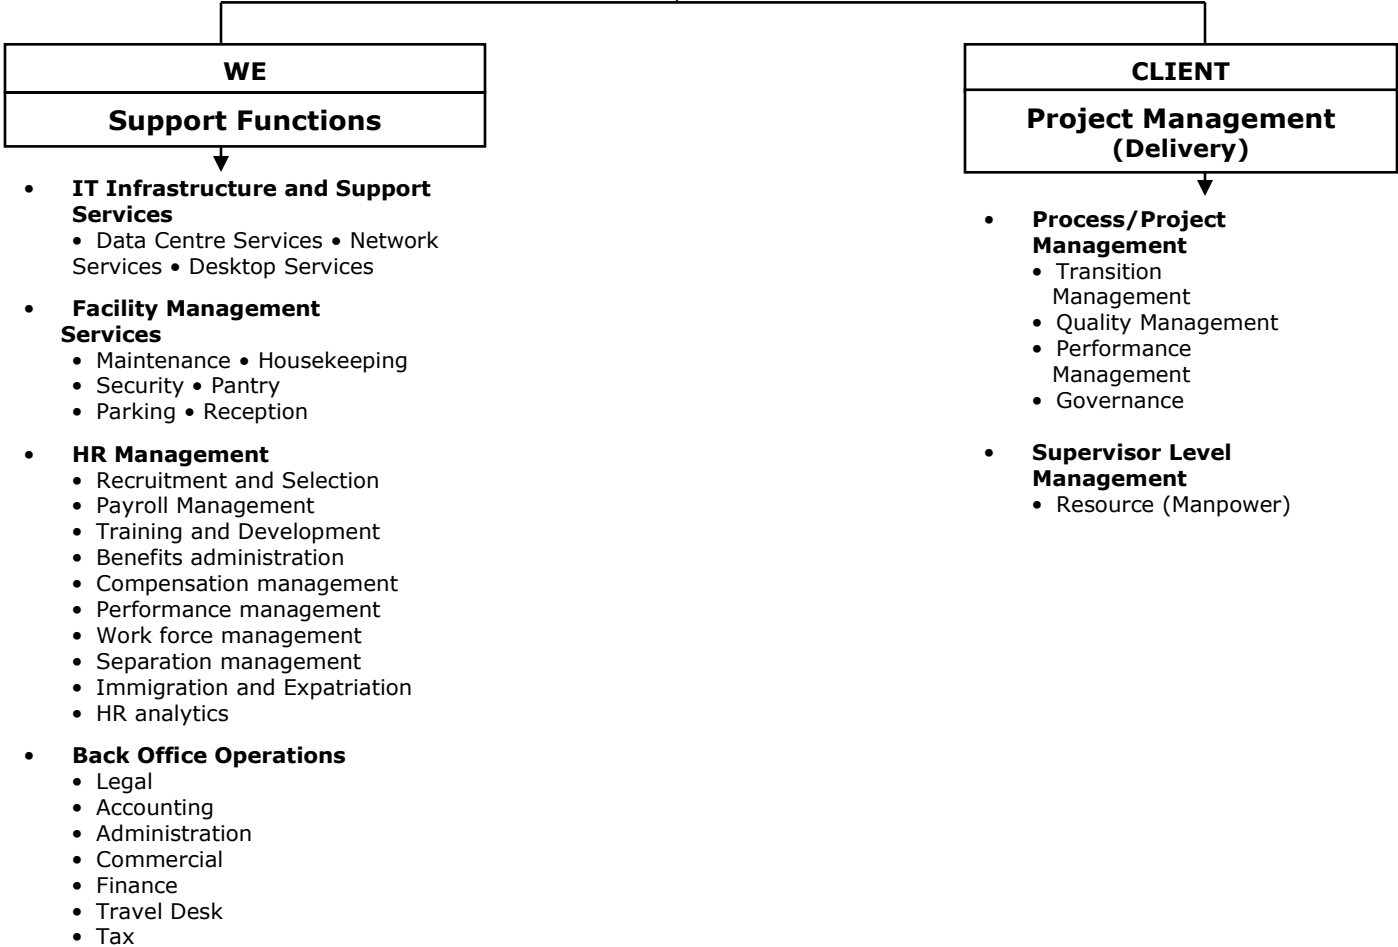 WE
Support Functions
• IT Infrastructure and Support
Services
• Data Centre Services • Network
Services • Desktop Services
• Facility Management
Services
• Maintenance • Housekeeping
• Security • Pantry
• Parking • Reception
• HR Management
• Recruitment and Selection
• Payroll Management
• Training and Development
• Benefits administration
• Compensation management
• Performance management
• Work force management
• Separation management
• Immigration and Expatriation
• HR analytics
• Back Office Operations
• Legal
• Accounting
• Administration
• Commercial
• Finance
• Travel Desk
• Tax
CLIENT
Project Management
(Delivery)
• Process/Project
Management
• Transition
Management
• Quality Management
• Performance
Management
• Governance
• Supervisor Level
Management
• Resource (Manpower)